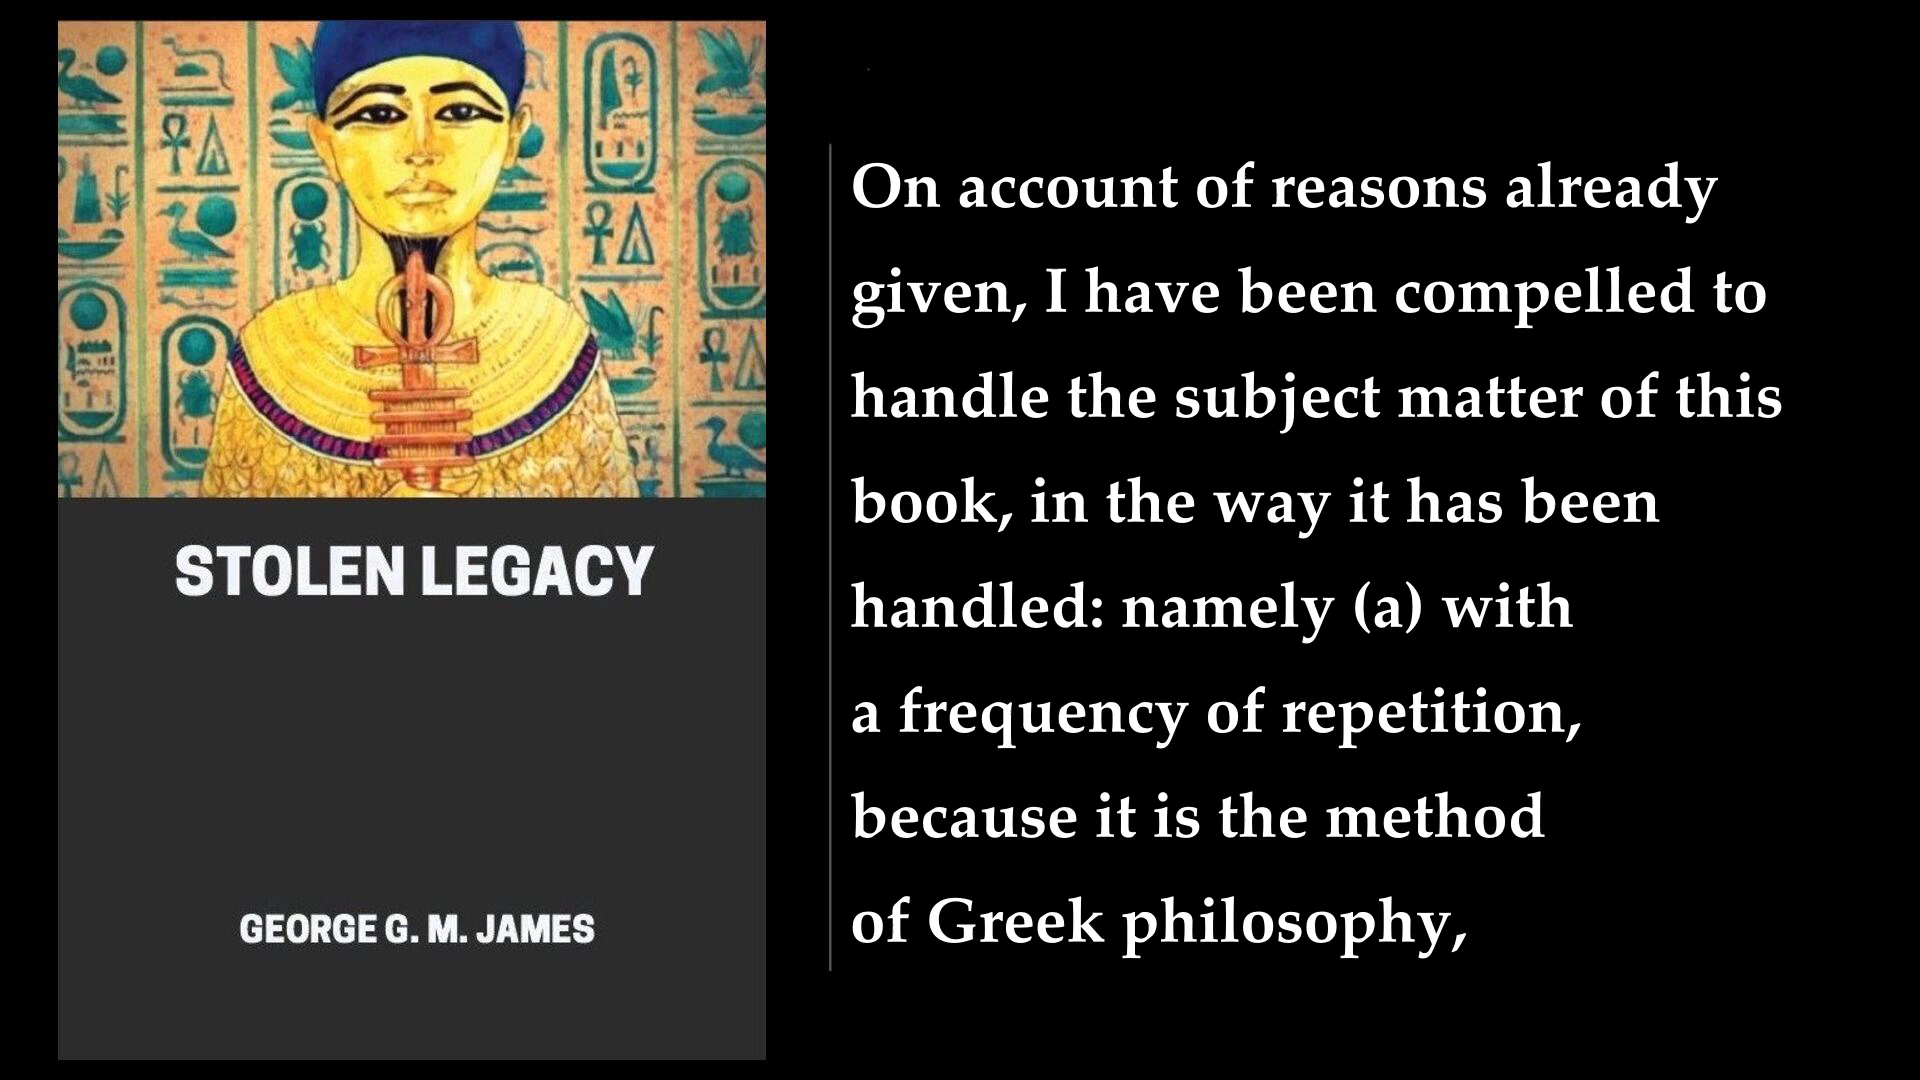 STOLEN LEGACY
GEORGE G. M. JAMES
On account of reasons already
given, I have been compelled to
handle the subject matter of this
book, in the way it has been
handled: namely (a) with
a frequency of repetition,
because it is the method
of Greek philosophy,